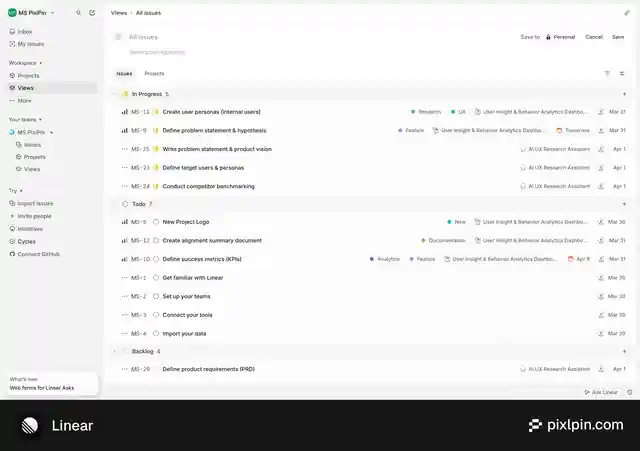 MS PixlPin
Inbox
My issues
Workspace
Projects
Views
More
Your teams
MS PixlPin
Issues
Projects
Views
Try
Import issues
Invite people
Initiatives
Cycles
Connect GitHub
What's new
Web forms for Linear Asks
Views › All issues
All issues
Save to Personal Cancel Save
Issues Projects
In Progress 5
MS-11 Create user personas (internal users) Research UX User Insight & Behavior Analytics Dashbo... Mar 31
MS-9 Define problem statement & hypothesis Feature User Insight & Behavior Analytics Dashbo... Tomorrow Mar 31
MS-25 Write problem statement & product vision AI UX Research Assistant Apr 1
MS-23 Define target users & personas AI UX Research Assistant Apr 1
MS-24 Conduct competitor benchmarking AI UX Research Assistant Apr 1
Todo 7
MS-5 New Project Logo New User Insight & Behavior Analytics Dashbo... Mar 30
MS-12 Create alignment summary document Documentation User Insight & Behavior Analytics Dashbo... Mar 31
MS-10 Define success metrics (KPIs) Analytics Feature User Insight & Behavior Analytics Dashbo... Apr 8 Mar 31
MS-1 Get familiar with Linear Mar 30
MS-2 Set up your teams Mar 30
MS-3 Connect your tools Mar 30
MS-4 Import your data Mar 30
Backlog 4
MS-29 Define product requirements (PRD) AI UX Research Assistant Apr 1
Ask Linear
Linear
pixlpin.com